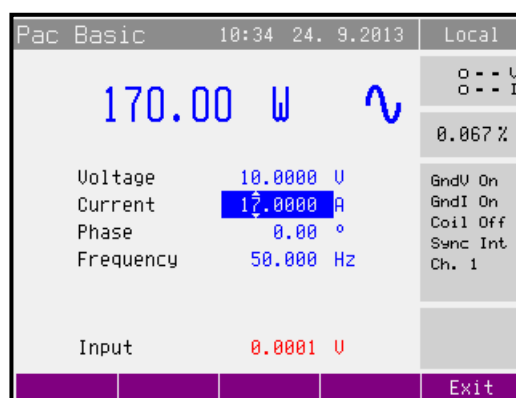 Pac Basic 10:34 24. 9.2013 Local
170.00 W
0.067 %
Voltage 10.0000 V
Current 17.0000 A
Phase 0.00 °
Frequency 50.000 Hz
GndV On
GndI On
Coil Off
Sync Int
Ch. 1
Input 0.0001 V
Exit